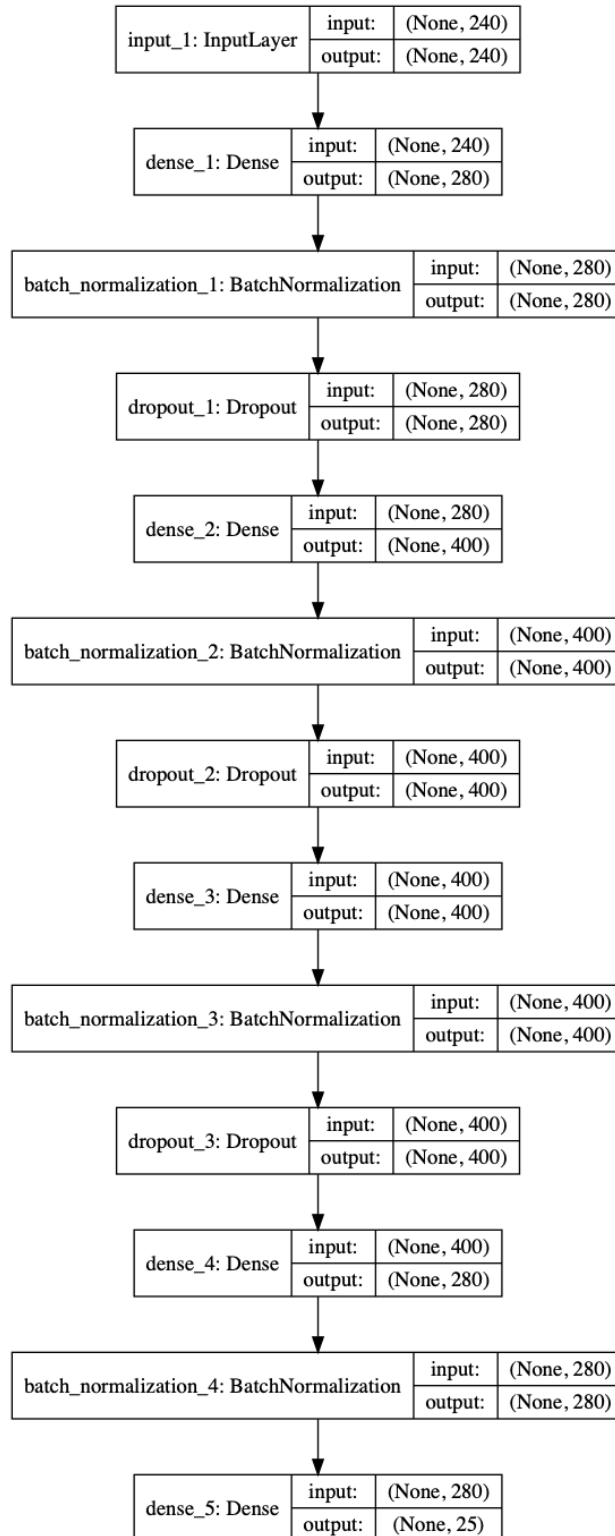 input_1: InputLayer input: (None, 240)
output: (None, 240)
dense_1: Dense input: (None, 240)
output: (None, 280)
batch_normalization_1: BatchNormalization input: (None, 280)
output: (None, 280)
dropout_1: Dropout input: (None, 280)
output: (None, 280)
dense_2: Dense input: (None, 280)
output: (None, 400)
batch_normalization_2: BatchNormalization input: (None, 400)
output: (None, 400)
dropout_2: Dropout input: (None, 400)
output: (None, 400)
dense_3: Dense input: (None, 400)
output: (None, 400)
batch_normalization_3: BatchNormalization input: (None, 400)
output: (None, 400)
dropout_3: Dropout input: (None, 400)
output: (None, 400)
dense_4: Dense input: (None, 400)
output: (None, 280)
batch_normalization_4: BatchNormalization input: (None, 280)
output: (None, 280)
dense_5: Dense input: (None, 280)
output: (None, 25)